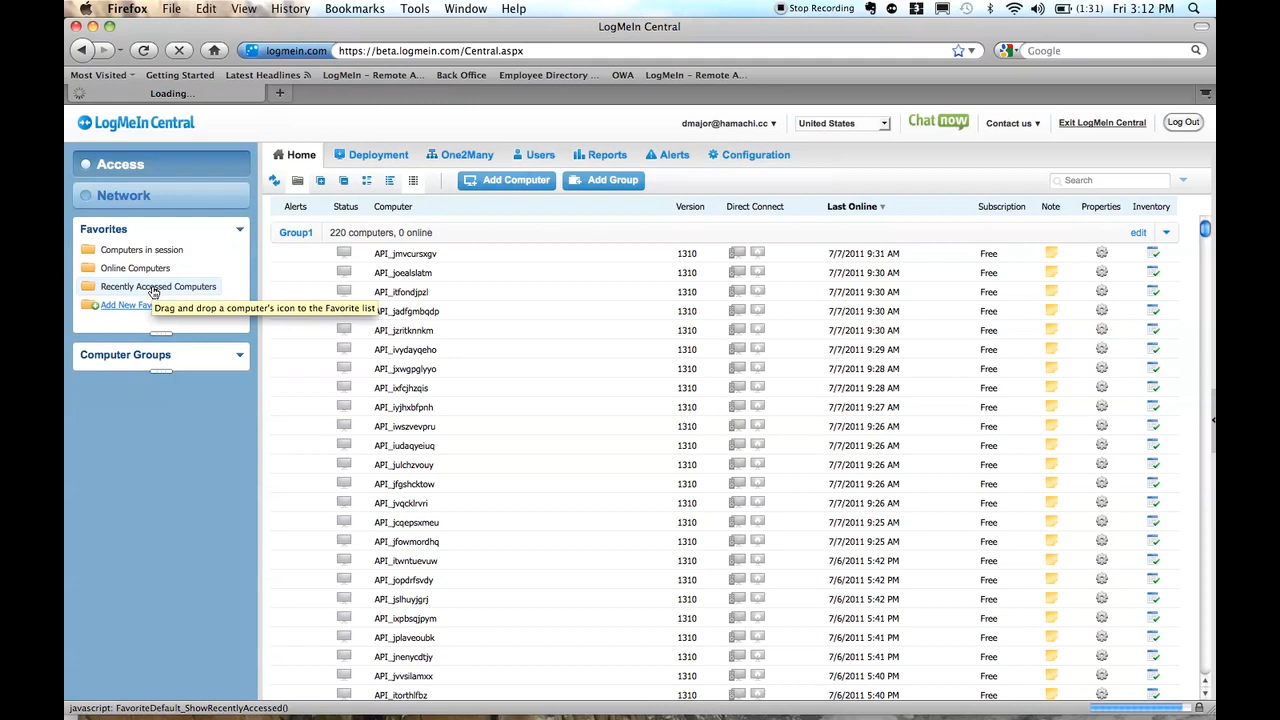 Firefox File Edit View History Bookmarks Tools Window Help Stop Recording (1:31) Fri 3:12 PM
LogMeIn Central
logmein.com https://beta.logmein.com/Central.aspx Google
Most Visited Getting Started Latest Headlines LogMeIn - Remote A... Back Office Employee Directory ... OWA LogMeIn - Remote A...
Loading...
LogMeIn Central dmajor@hamachi.cc United States Chat now Contact us Exit LogMeIn Central Log Out
Access
Network
Favorites
Computers in session
Online Computers
Recently Accessed Computers
Add New Fav
Drag and drop a computer's icon to the Favorite list
Computer Groups
Home Deployment One2Many Users Reports Alerts Configuration
Add Computer Add Group Search
Alerts Status Computer Version Direct Connect Last Online Subscription Note Properties Inventory
Group1 220 computers, 0 online edit
API_jmvcursxgv 1310 7/7/2011 9:31 AM Free
API_joealslatm 1310 7/7/2011 9:30 AM Free
API_itfondjpzl 1310 7/7/2011 9:30 AM Free
API_jadfgmbqdp 1310 7/7/2011 9:30 AM Free
API_jzritknnkm 1310 7/7/2011 9:30 AM Free
API_ivydayqeho 1310 7/7/2011 9:29 AM Free
API_jxwgpglyyo 1310 7/7/2011 9:28 AM Free
API_ixfcjhzqis 1310 7/7/2011 9:28 AM Free
API_iyjhxbfpnh 1310 7/7/2011 9:27 AM Free
API_iwszvevpru 1310 7/7/2011 9:26 AM Free
API_iudaqyeiuq 1310 7/7/2011 9:26 AM Free
API_julchzvouy 1310 7/7/2011 9:26 AM Free
API_jfgshcktow 1310 7/7/2011 9:26 AM Free
API_jvqcklrvri 1310 7/7/2011 9:26 AM Free
API_jcqepsxmeu 1310 7/7/2011 9:25 AM Free
API_jfowmordhq 1310 7/7/2011 9:25 AM Free
API_itwntuevuw 1310 7/6/2011 5:42 PM Free
API_jopdrfsvdy 1310 7/6/2011 5:42 PM Free
API_jslhuyjgrj 1310 7/6/2011 5:42 PM Free
API_ixpbsqjpym 1310 7/6/2011 5:42 PM Free
API_jplaveoubk 1310 7/6/2011 5:41 PM Free
API_jnenycdtjy 1310 7/6/2011 5:41 PM Free
API_jvvsilamxx 1310 7/6/2011 5:40 PM Free
API_itorthlfbz 1310 7/6/2011 5:40 PM Free
javascript: FavoriteDefault_ShowRecentlyAccessed()